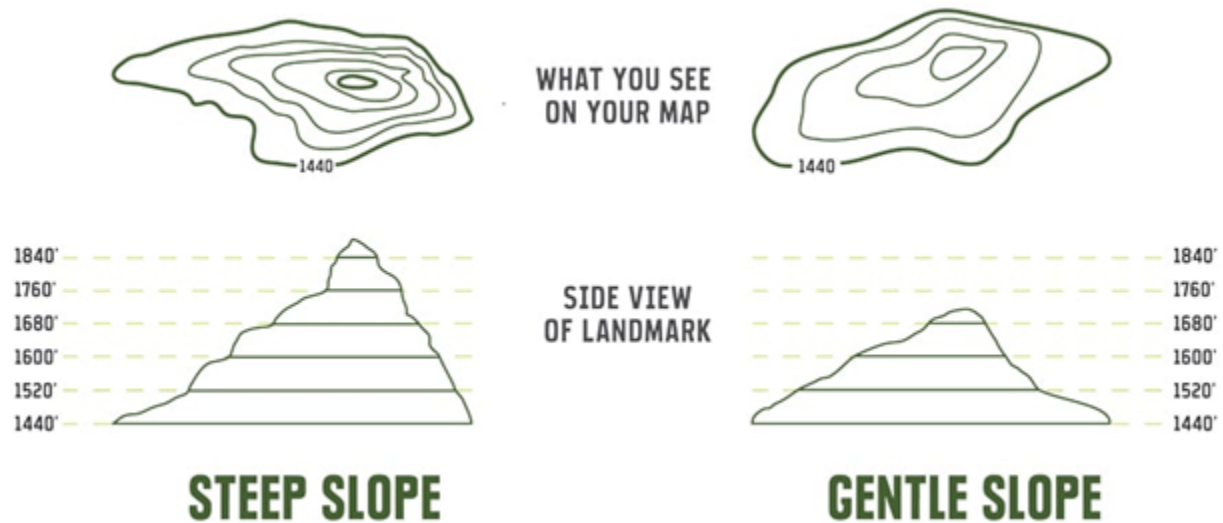 WHAT YOU SEE
ON YOUR MAP
1440
1440
1840'
1760'
1680'
1600'
1520'
1440'
SIDE VIEW
OF LANDMARK
1840'
1760'
1680'
1600'
1520'
1440'
STEEP SLOPE
GENTLE SLOPE